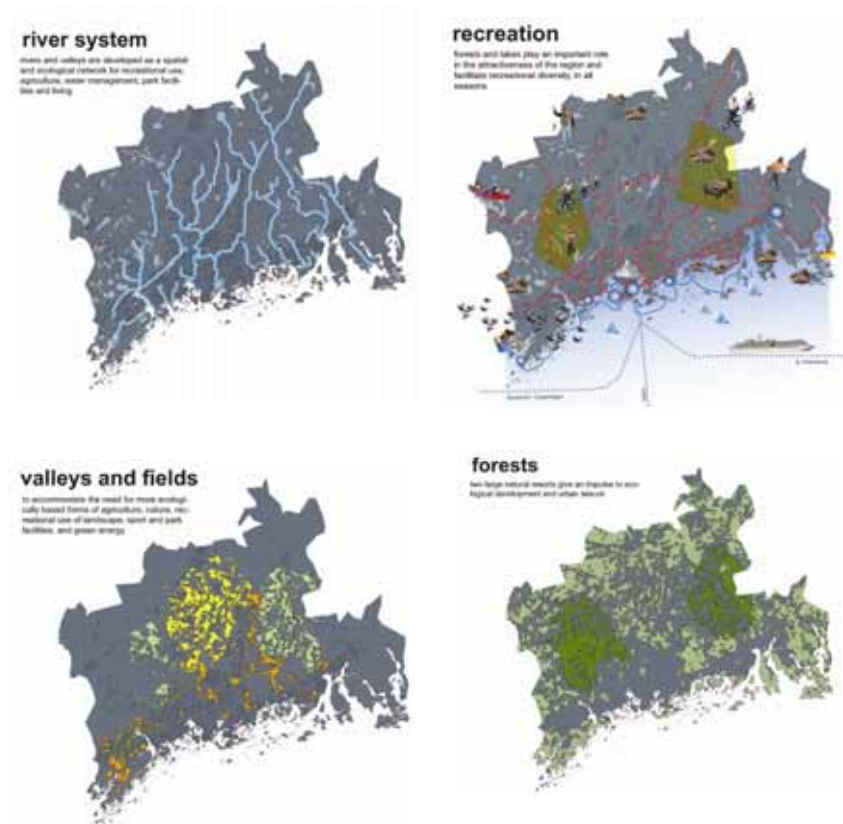 river system
rivers and valleys are developed as a spatial
and ecological network for recreational use,
agriculture, water management, park facili-
ties and living
recreation
forests and lakes play an important role
in the attractiveness of the region and
facilitate recreational diversity, in all
seasons
valleys and fields
to accommodate the need for more ecologi-
cally based forms of agriculture, nature, rec-
reational use of landscape, sport and park
facilities, and green energy
forests
two large natural resorts give an impulse to eco-
logical development and urban leisure